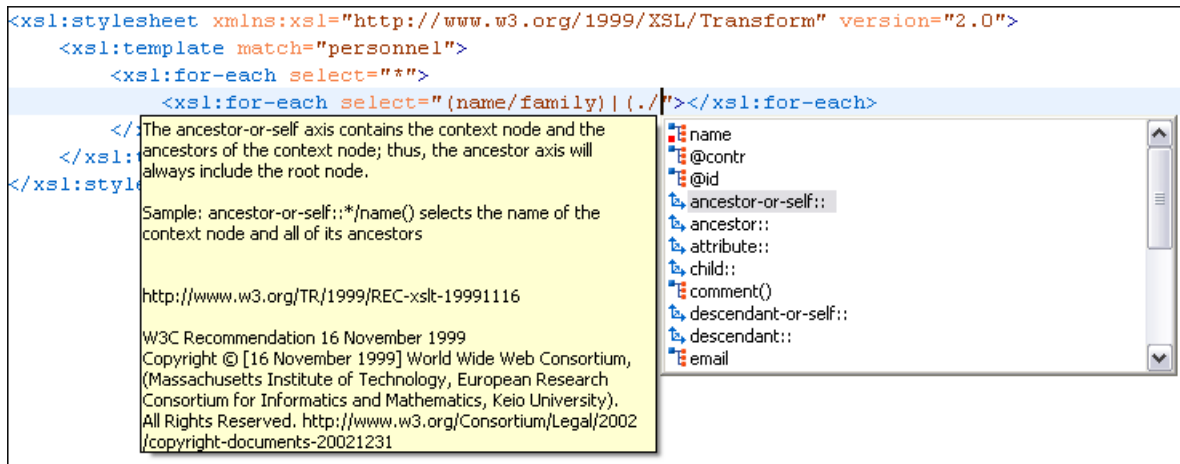 <xsl:stylesheet xmlns:xsl="http://www.w3.org/1999/XSL/Transform" version="2.0">
<xsl:template match="personnel">
<xsl:for-each select="*">
<xsl:for-each select="(name/family)|(./"></xsl:for-each>
</
</xsl:
</xsl:style
The ancestor-or-self axis contains the context node and the
ancestors of the context node; thus, the ancestor axis will
always include the root node.
Sample: ancestor-or-self::*/name() selects the name of the
context node and all of its ancestors
http://www.w3.org/TR/1999/REC-xslt-19991116
W3C Recommendation 16 November 1999
Copyright © [16 November 1999] World Wide Web Consortium,
(Massachusetts Institute of Technology, European Research
Consortium for Informatics and Mathematics, Keio University).
All Rights Reserved. http://www.w3.org/Consortium/Legal/2002
/copyright-documents-20021231
name
@contr
@id
ancestor-or-self::
ancestor::
attribute::
child::
comment()
descendant-or-self::
descendant::
email